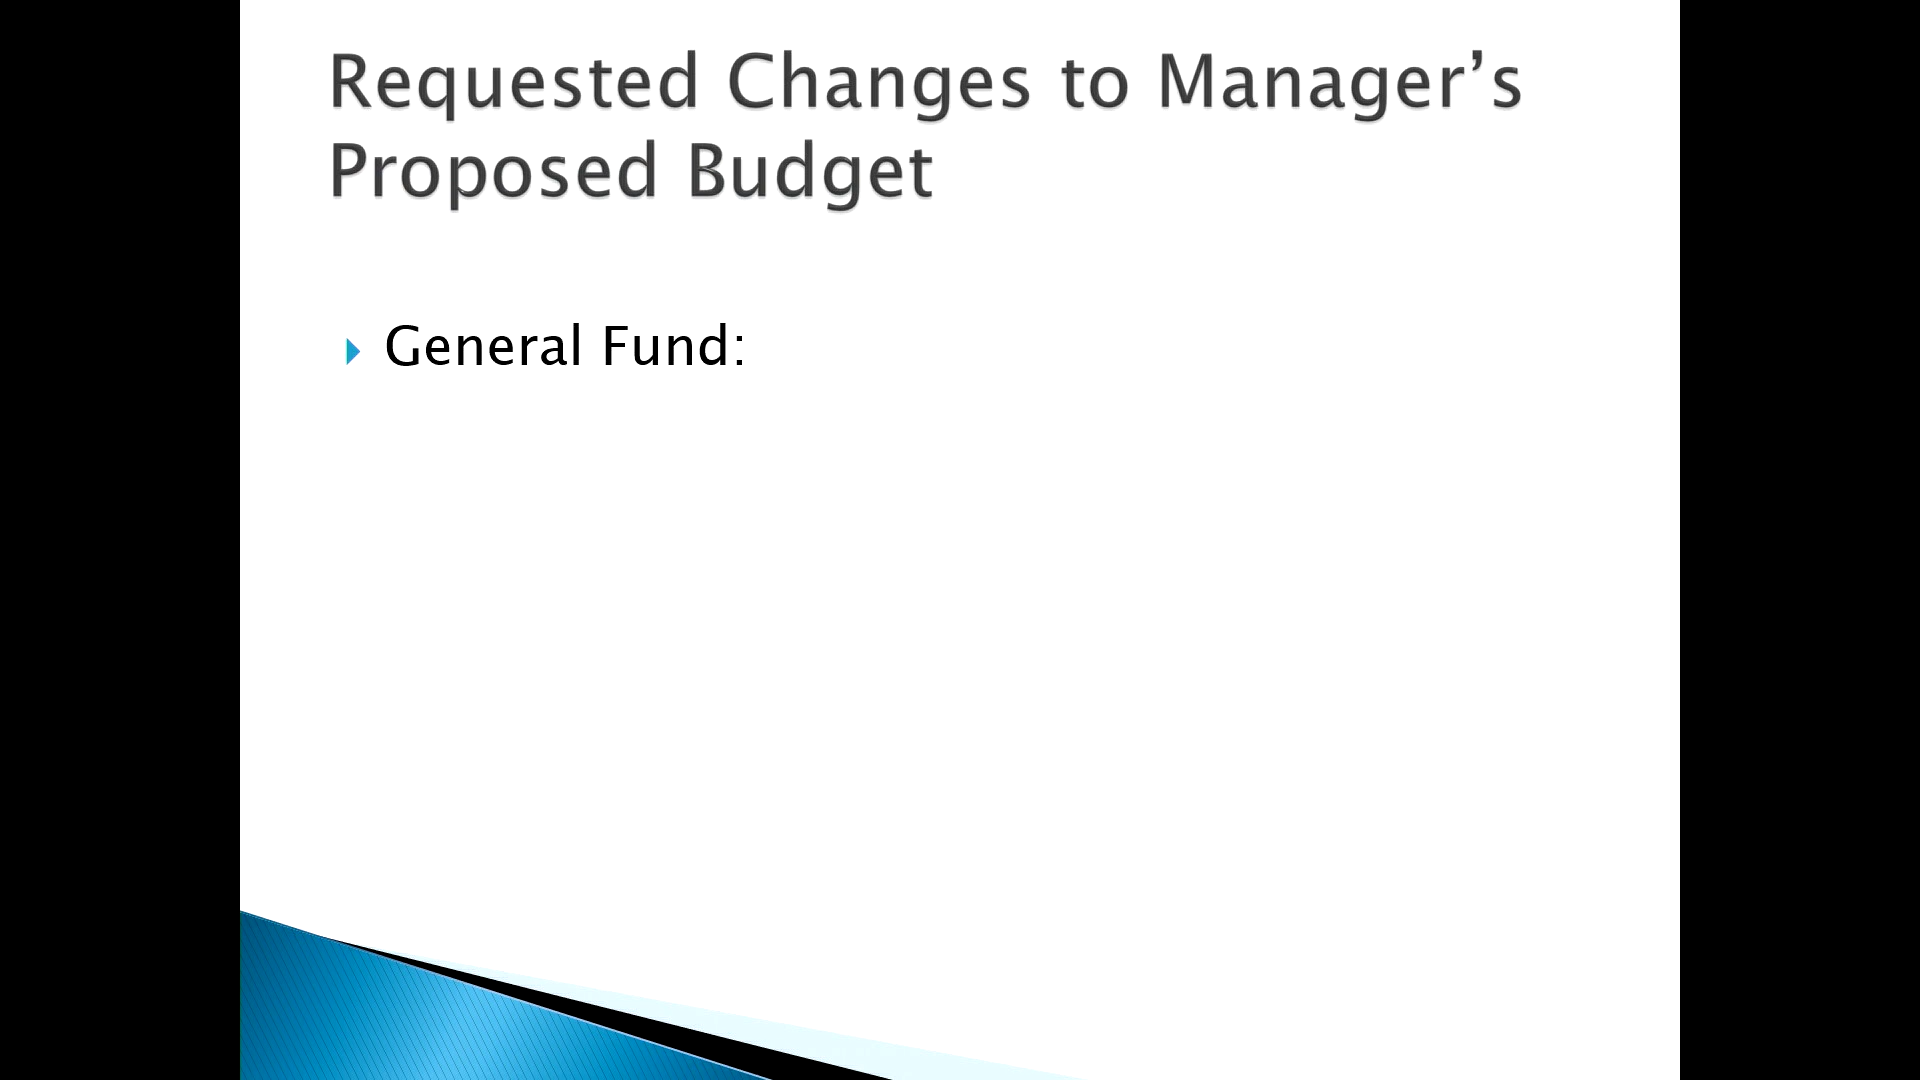 Requested Changes to Manager’s
Proposed Budget
General Fund: